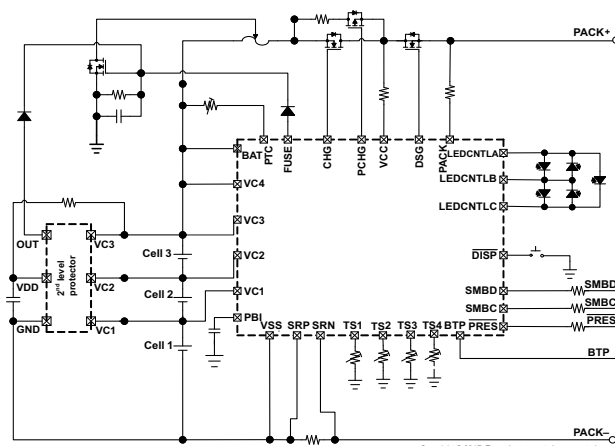 PACK+
BAT
PTC
FUSE
CHG
PCHG
VCC
DSG
PACK
LEDCNTLA
LEDCNTLB
LEDCNTLC
VC4
VC3
VC2
VC1
PBI
OUT
VDD
GND
2nd level
protector
VC3
VC2
VC1
Cell 3
Cell 2
Cell 1
DISP
SMBD
SMBC
PRES
SMBD
SMBC
PRES
VSS
SRP
SRN
TS1
TS2
TS3
TS4
BTP
BTP
PACK–